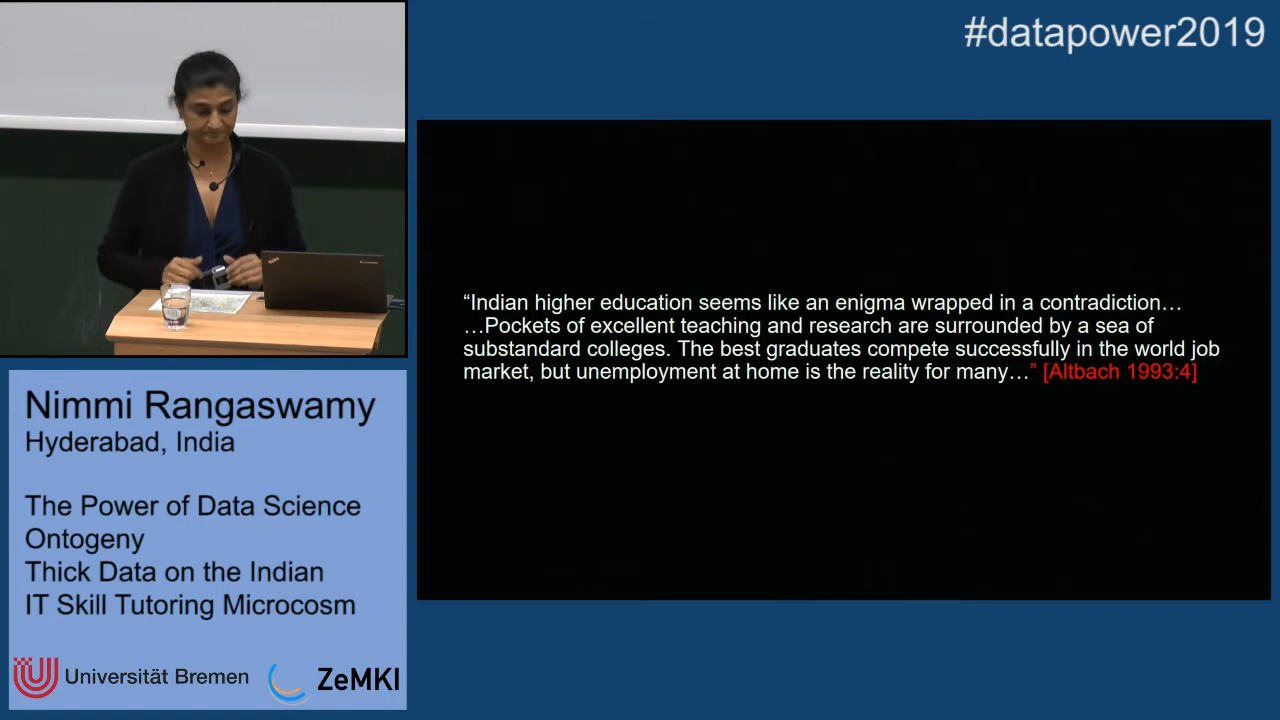 #datapower2019
“Indian higher education seems like an enigma wrapped in a contradiction…
…Pockets of excellent teaching and research are surrounded by a sea of
substandard colleges. The best graduates compete successfully in the world job
market, but unemployment at home is the reality for many…” [Altbach 1993:4]
Nimmi Rangaswamy
Hyderabad, India
The Power of Data Science
Ontogeny
Thick Data on the Indian
IT Skill Tutoring Microcosm
Universität Bremen
ZeMKI